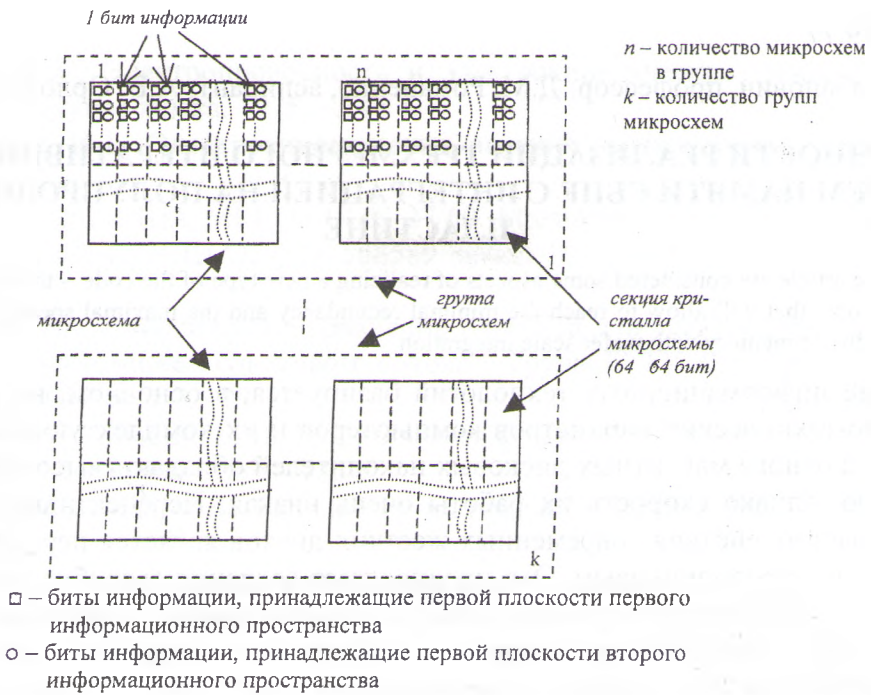 1 бит информации
n – количество микросхем
в группе
k – количество групп
микросхем
1
n
1
микросхема
група
микросхем
секция кри-
сталла
микросхемы
(64 64 бит)
k
□ – биты информации, принадлежащие первой плоскости первого
информационного пространства
о – биты информации, принадлежащие первой плоскости второго
информационного пространства